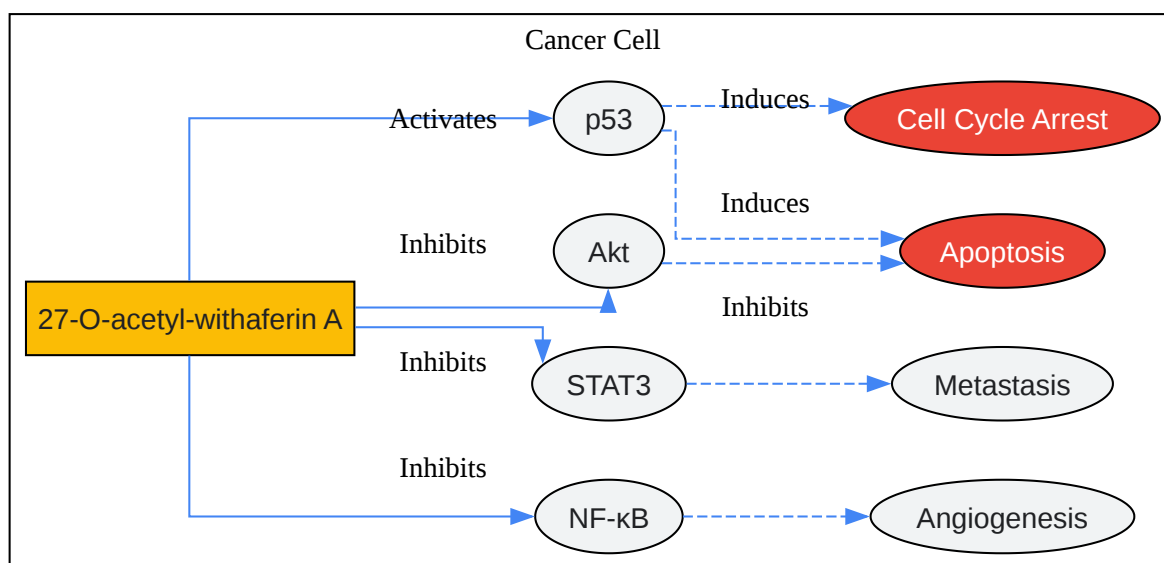 Cancer Cell
Activates
p53
Induces
Cell Cycle Arrest
Induces
Inhibits
Akt
Apoptosis
27-O-acetyl-withaferin A
Inhibits
Inhibits
STAT3
Metastasis
Inhibits
NF-κB
Angiogenesis